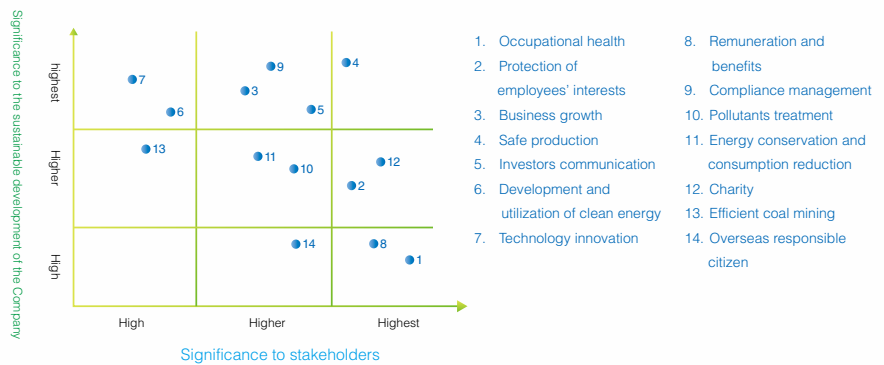 Significance to the sustainable development of the Company
highest
Higher
High
7
6
9
3
5
4
13
11
10
12
2
14
8
1
High
Higher
Highest
Significance to stakeholders
1. Occupational health
2. Protection of
employees' interests
3. Business growth
4. Safe production
5. Investors communication
6. Development and
utilization of clean energy
7. Technology innovation
8. Remuneration and
benefits
9. Compliance management
10. Pollutants treatment
11. Energy conservation and
consumption reduction
12. Charity
13. Efficient coal mining
14. Overseas responsible
citizen